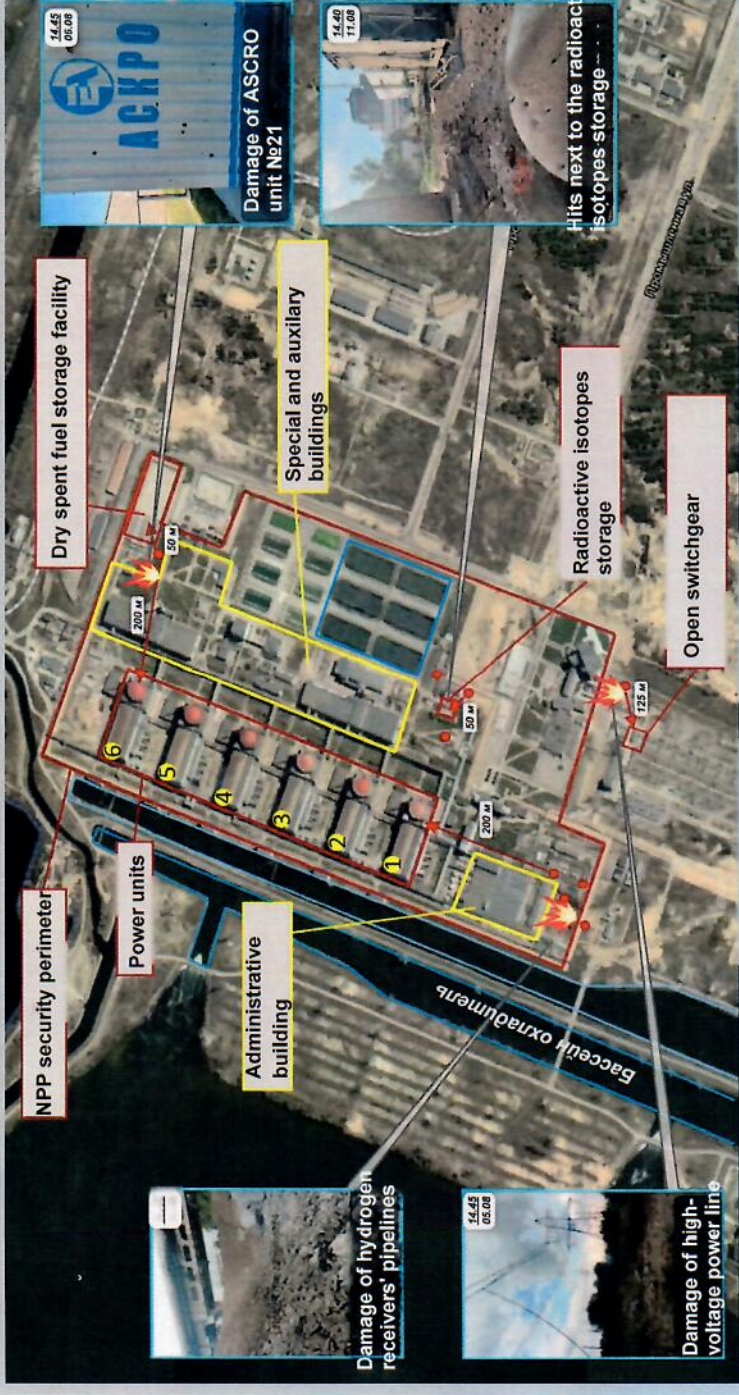 NPP security perimeter
Power units
Administrative
building
Dry spent fuel storage facility
Special and auxilary
buildings
Radioactive isotopes
storage
Open switchgear
14.45
05.08
АСКРО
Damage of ASCRO
unit №21
14.40
11.08
Hits next to the radioact
isotopes storage
Damage of hydrogen
receivers' pipelines
14.45
05.08
Damage of high-
voltage power line
6
5
4
3
2
1
200 м
50 м
50 м
200 м
125 м
Бассейн охладитель
Промышленная ул.